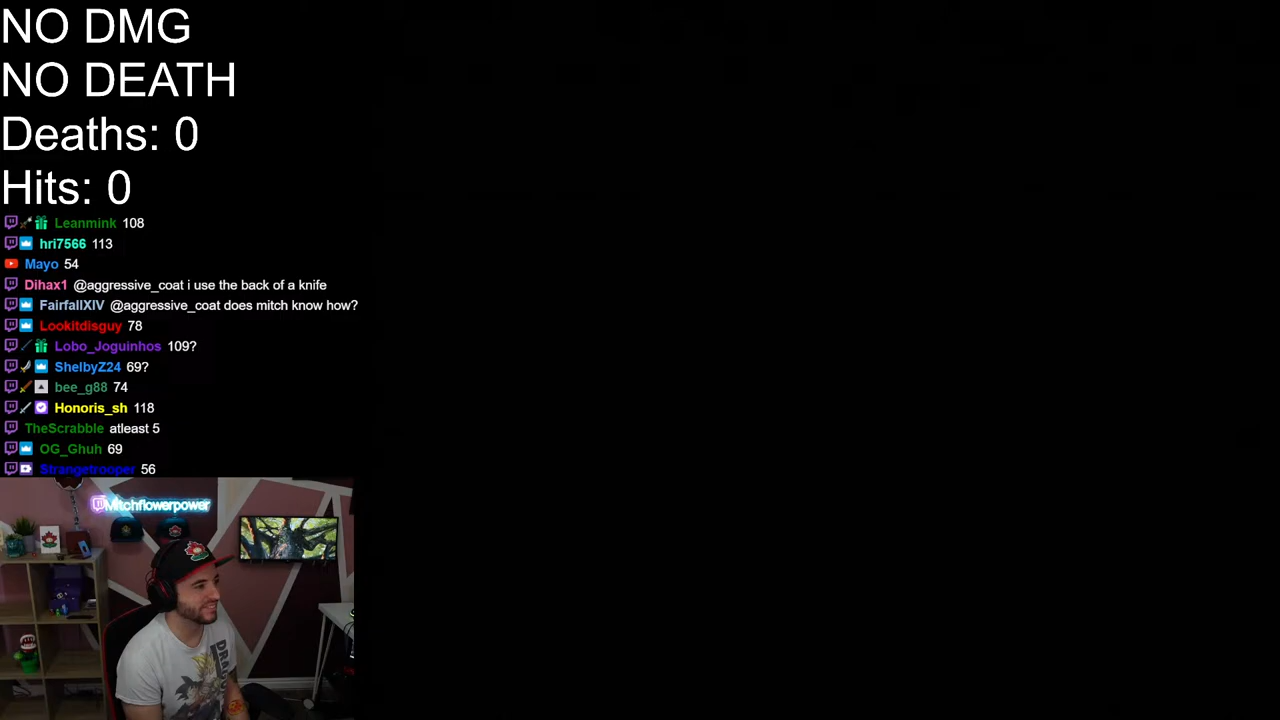 NO DMG
NO DEATH
Deaths: 0
Hits: 0
Leanmink 108
hri7566 113
Mayo 54
Dihax1 @aggressive_coat i use the back of a knife
FairfallXIV @aggressive_coat does mitch know how?
Lookitdisguy 78
Lobo_Joguinhos 109?
ShelbyZ24 69?
bee_g88 74
Honoris_sh 118
TheScrabble atleast 5
OG_Ghuh 69
Strangetrooper 56
Mitchflowerpower